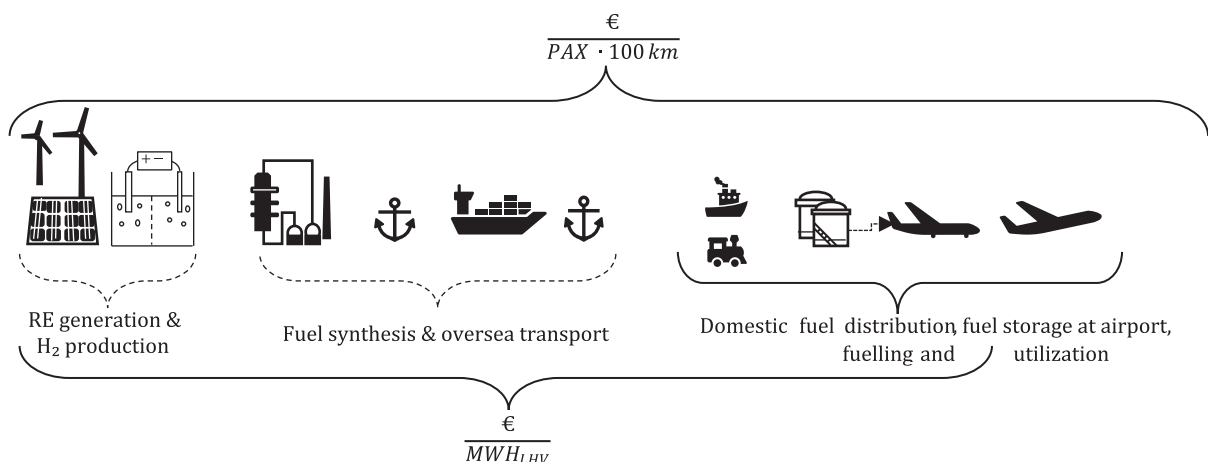 €
PAX · 100 km
+ −
RE generation &
H₂ production
Fuel synthesis & oversea transport
Domestic fuel distribution, fuel storage at airport,
fuelling and utilization
€
MWH_LHV